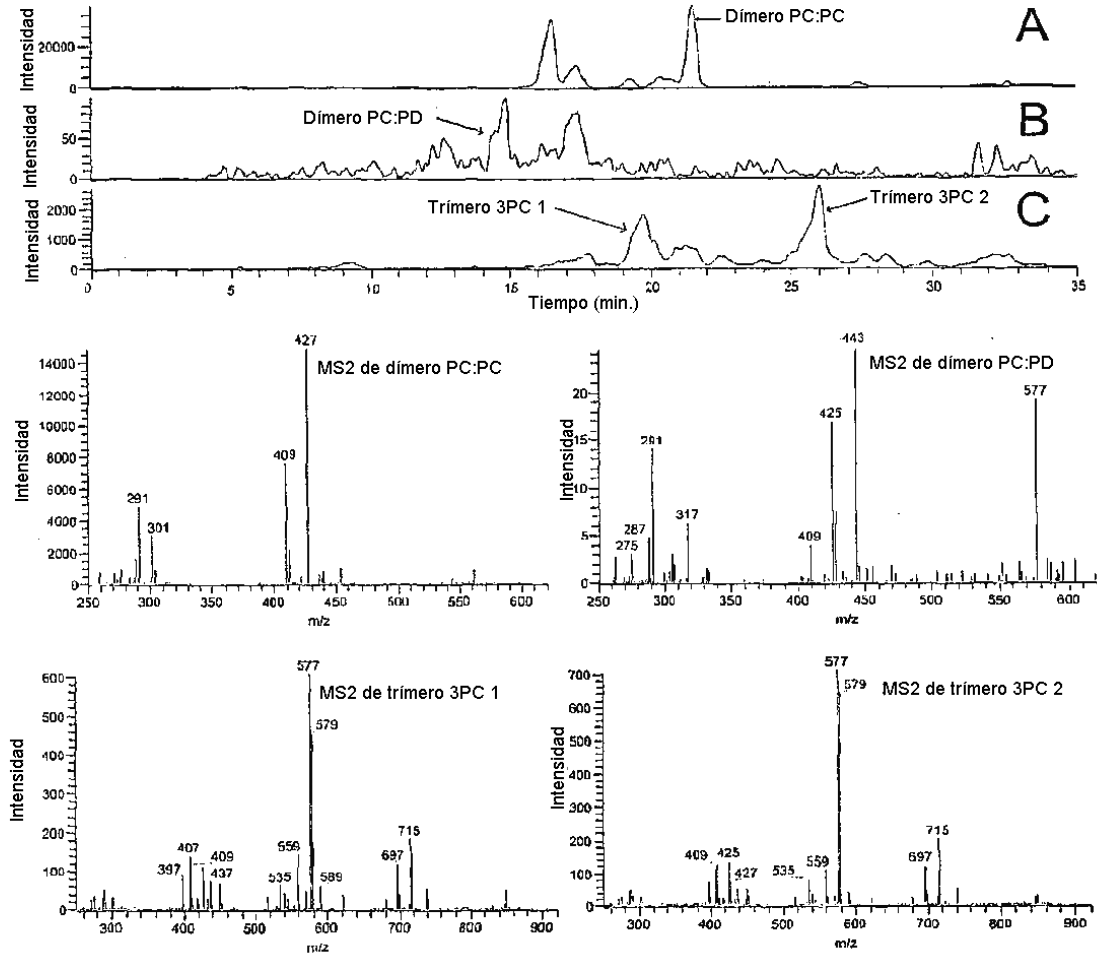 Intensidad
20000
0
Dímero PC:PC
A
Intensidad
50
0
Dímero PC:PD
B
Intensidad
2000
1000
0
Trímero 3PC 1
Trímero 3PC 2
C
0 5 10 15 20 25 30 35
Tiempo (min.)
MS2 de dímero PC:PC
Intensidad
14000
12000
10000
8000
6000
4000
2000
0
291
301
409
427
250 300 350 400 450 500 550 600
m/z
MS2 de dímero PC:PD
Intensidad
20
15
10
5
0
275
287
291
317
409
425
443
577
250 300 350 400 450 500 550 600
m/z
MS2 de trímero 3PC 1
Intensidad
600
500
400
300
200
100
0
397
407
409
437
535
559
577
579
589
697
715
400 500 600 700 800 900
m/z
MS2 de trímero 3PC 2
Intensidad
700
600
500
400
300
200
100
0
409
425
427
535
559
577
579
697
715
300 400 500 600 700 800 900
m/z